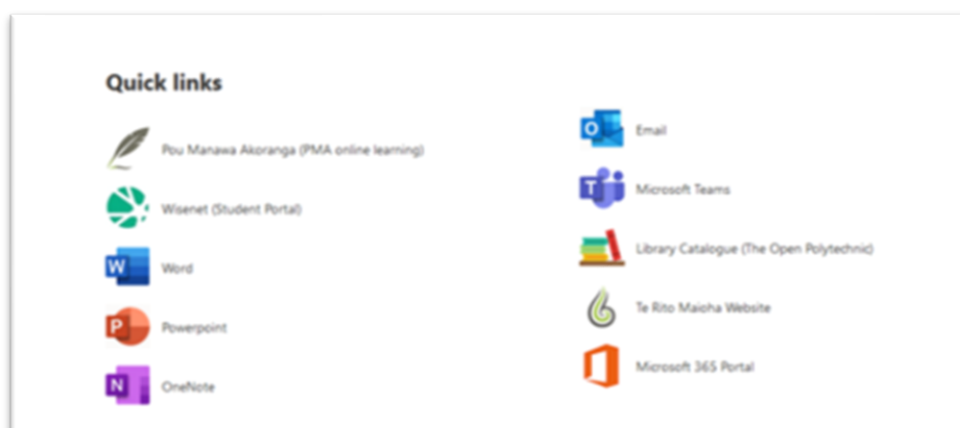 Quick links
Pou Manawa Akoranga (PMA online learning)
Wisenet (Student Portal)
W
Word
P
Powerpoint
N
OneNote
O
Email
T
Microsoft Teams
Library Catalogue (The Open Polytechnic)
Te Rito Maioha Website
Microsoft 365 Portal